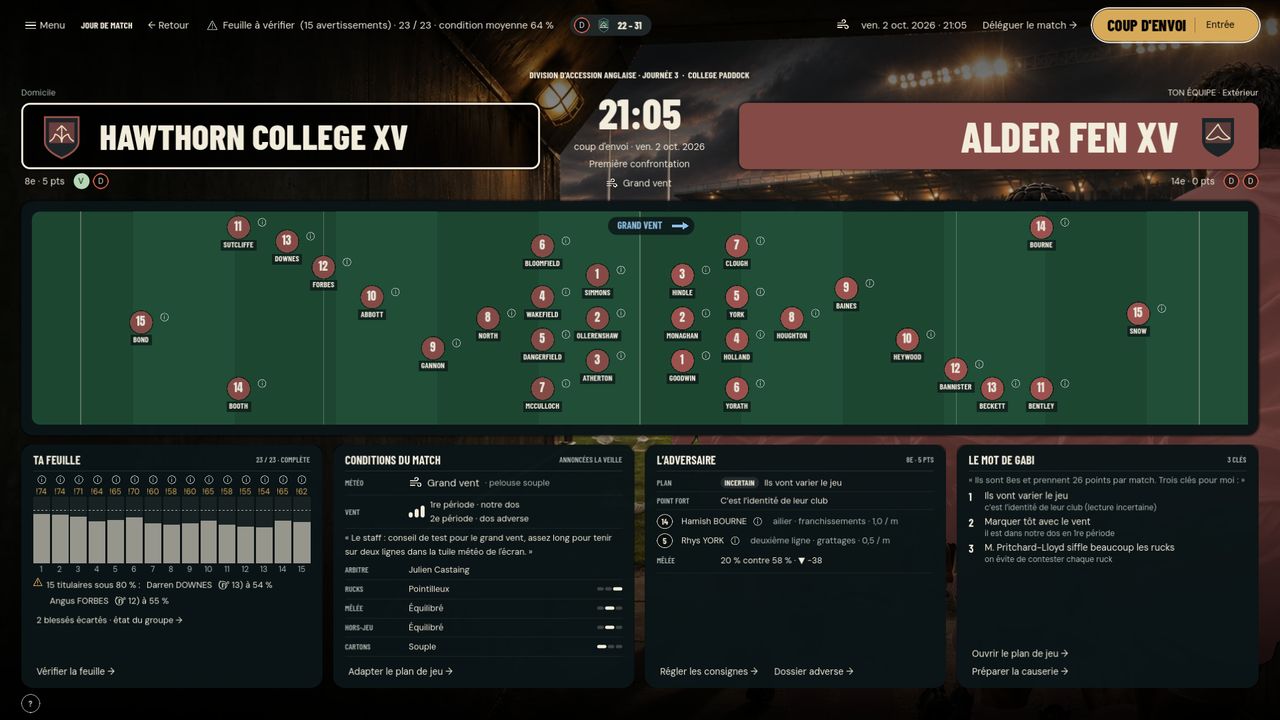 Menu
JOUR DE MATCH
← Retour
Feuille à vérifier (15 avertissements) · 23 / 23 · condition moyenne 64 %
D 22 - 31
ven. 2 oct. 2026 · 21:05
Déléguer le match →
COUP D'ENVOI Entrée
DIVISION D'ACCESSION ANGLAISE · JOURNÉE 3 · COLLEGE PADDOCK
Domicile
TON ÉQUIPE · Extérieur
HAWTHORN COLLEGE XV
21:05
ALDER FEN XV
coup d'envoi · ven. 2 oct. 2026
Première confrontation
Grand vent
8e · 5 pts V D
14e · 0 pts D D
GRAND VENT →
11 SUTCLIFFE
13 DOWNES
12 FORBES
10 ABBOTT
15 BOND
14 BOOTH
9 GANNON
8 NORTH
6 BLOOMFIELD
4 WAKEFIELD
5 DANGERFIELD
7 MCCULLOCH
1 SIMMONS
2 OLLERENSHAW
3 ATHERTON
3 HINDLE
2 MONAGHAN
1 GOODWIN
7 CLOUGH
5 YORK
4 HOLLAND
6 YORATH
8 HOUGHTON
9 BAINES
10 HEYWOOD
12 BANNISTER
13 BECKETT
11 BENTLEY
14 BOURNE
15 SNOW
TA FEUILLE
23 / 23 · COMPLÈTE
!74 !74 !71 !64 !65 !70 !60 !58 !60 !65 !58 !55 !54 !65 !62
1 2 3 4 5 6 7 8 9 10 11 12 13 14 15
15 titulaires sous 80 % : Darren DOWNES (n° 13) à 54 %
Angus FORBES (n° 12) à 55 %
2 blessés écartés · état du groupe →
Vérifier la feuille →
CONDITIONS DU MATCH
ANNONCÉES LA VEILLE
MÉTÉO Grand vent · pelouse souple
VENT 1re période · notre dos
2e période · dos adverse
« Le staff : conseil de test pour le grand vent, assez long pour tenir
sur deux lignes dans la tuile météo de l'écran. »
ARBITRE Julien Castaing
RUCKS Pointilleux
MÊLÉE Équilibré
HORS-JEU Équilibré
CARTONS Souple
Adapter le plan de jeu →
L'ADVERSAIRE
8E · 5 PTS
PLAN INCERTAIN Ils vont varier le jeu
POINT FORT C'est l'identité de leur club
14 Hamish BOURNE ailier · franchissements · 1,0 / m
5 Rhys YORK deuxième ligne · grattages · 0,5 / m
MÊLÉE 20 % contre 58 % · ▼ -38
Régler les consignes →
Dossier adverse →
LE MOT DE GABI
3 CLÉS
« Ils sont 8es et prennent 26 points par match. Trois clés pour moi : »
1 Ils vont varier le jeu
c'est l'identité de leur club (lecture incertaine)
2 Marquer tôt avec le vent
il est dans notre dos en 1re période
3 M. Pritchard-Lloyd siffle beaucoup les rucks
on évite de contester chaque ruck
Ouvrir le plan de jeu →
Préparer la causerie →
?